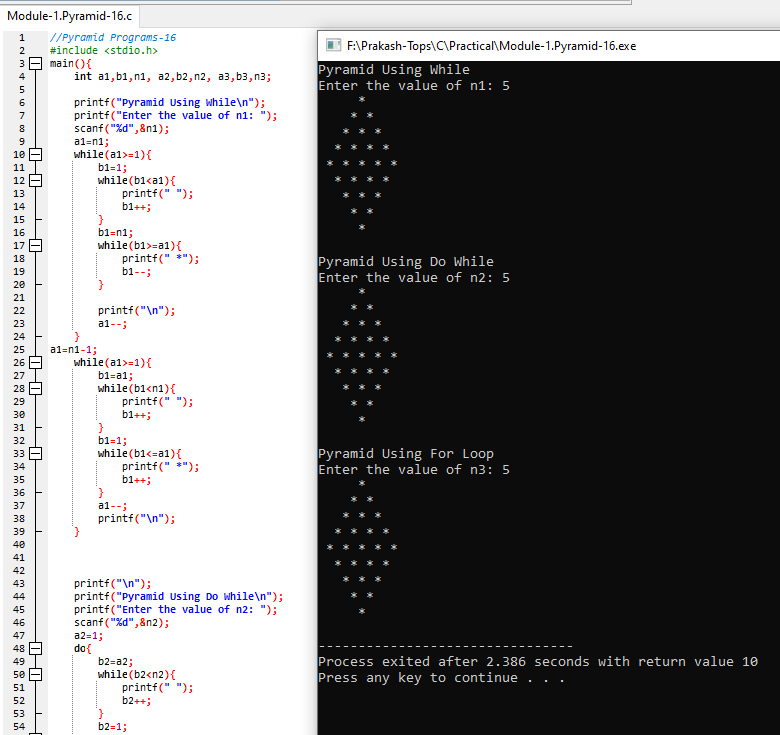 Module-1.Pyramid-16.c
1 //Pyramid Programs-16
2 #include <stdio.h>
3 main(){
4 int a1,b1,n1, a2,b2,n2, a3,b3,n3;
5
6 printf("Pyramid Using While\n");
7 printf("Enter the value of n1: ");
8 scanf("%d",&n1);
9 a1=n1;
10 while(a1>=1){
11 b1=1;
12 while(b1<a1){
13 printf(" ");
14 b1++;
15 }
16 b1=n1;
17 while(b1>=a1){
18 printf(" *");
19 b1--;
20 }
21
22 printf("\n");
23 a1--;
24 }
25 a1=n1-1;
26 while(a1>=1){
27 b1=a1;
28 while(b1<n1){
29 printf(" ");
30 b1++;
31 }
32 b1=1;
33 while(b1<=a1){
34 printf(" *");
35 b1++;
36 }
37 a1--;
38 printf("\n");
39 }
40
41
42
43 printf("\n");
44 printf("Pyramid Using Do While\n");
45 printf("Enter the value of n2: ");
46 scanf("%d",&n2);
47 a2=1;
48 do{
49 b2=a2;
50 while(b2<n2){
51 printf(" ");
52 b2++;
53 }
54 b2=1;
F:\Prakash-Tops\C\Practical\Module-1.Pyramid-16.exe
Pyramid Using While
Enter the value of n1: 5
*
* *
* * *
* * * *
* * * * *
* * * *
* * *
* *
*
Pyramid Using Do While
Enter the value of n2: 5
*
* *
* * *
* * * *
* * * * *
* * * *
* * *
* *
*
Pyramid Using For Loop
Enter the value of n3: 5
*
* *
* * *
* * * *
* * * * *
* * * *
* * *
* *
*
--------------------------------
Process exited after 2.386 seconds with return value 10
Press any key to continue . . .